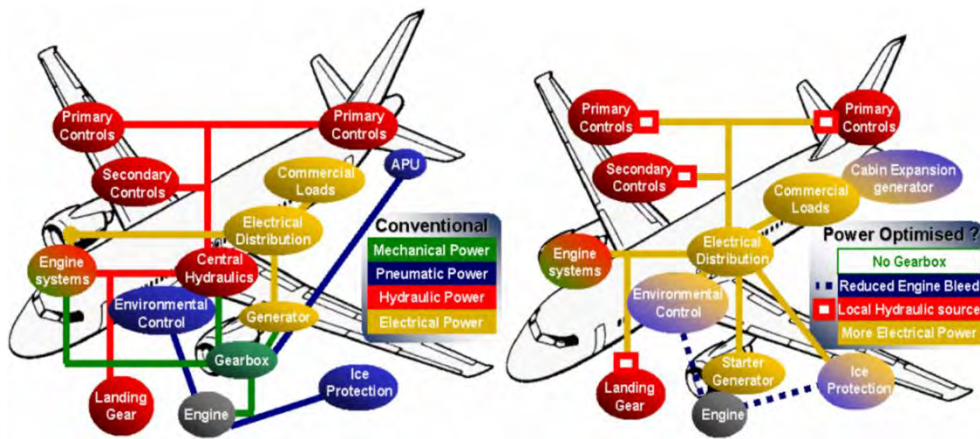 Primary
Controls
Primary
Controls
Secondary
Controls
Commercial
Loads
APU
Electrical
Distribution
Engine
systems
Central
Hydraulics
Environmental
Control
Generator
Gearbox
Landing
Gear
Engine
Ice
Protection
Conventional
Mechanical Power
Pneumatic Power
Hydraulic Power
Electrical Power
Primary
Controls
Primary
Controls
Secondary
Controls
Cabin Expansion
generator
Commercial
Loads
Engine
systems
Electrical
Distribution
Environmental
Control
Starter
Generator
Landing
Gear
Engine
Ice
Protection
Power Optimised ?
No Gearbox
Reduced Engine Bleed
Local Hydraulic source
More Electrical Power